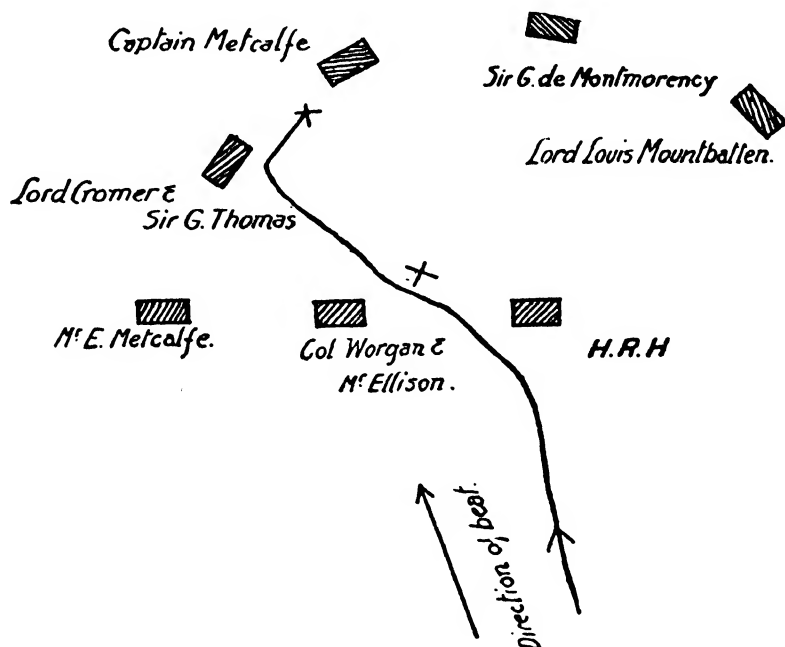 Captain Metcalfe
Sir G. de Montmorency
Lord Louis Mountbatten.
Lord Cromer &
Sir G. Thomas
Mr E. Metcalfe.
Col Worgan &
Mr Ellison.
H.R.H
Direction of beat.